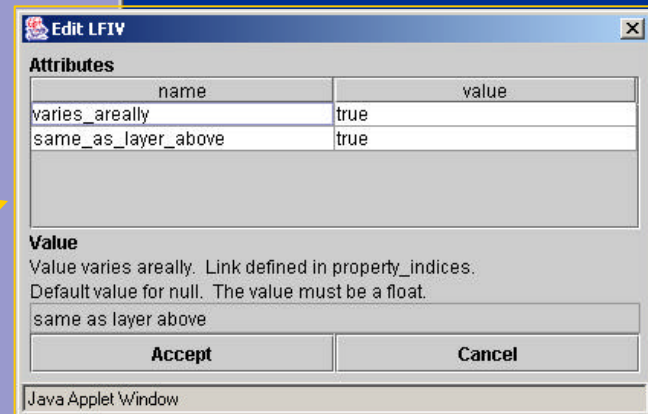 Edit LFIV
Attributes
name value
varies_areally true
same_as_layer_above true
Value
Value varies areally. Link defined in property_indices.
Default value for null. The value must be a float.
same as layer above
Accept Cancel
Java Applet Window